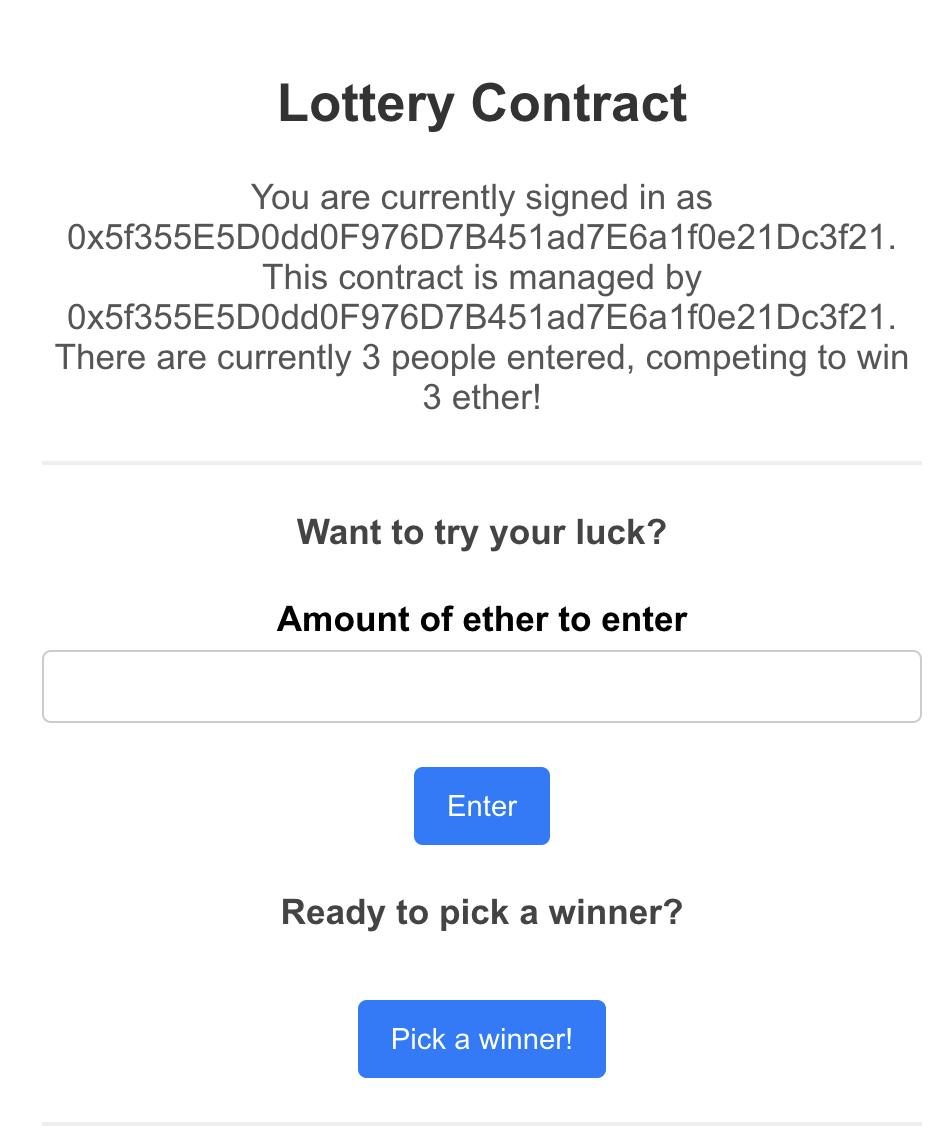 Lottery Contract
You are currently signed in as
0x5f355E5D0dd0F976D7B451ad7E6a1f0e21Dc3f21.
This contract is managed by
0x5f355E5D0dd0F976D7B451ad7E6a1f0e21Dc3f21.
There are currently 3 people entered, competing to win
3 ether!
Want to try your luck?
Amount of ether to enter
Enter
Ready to pick a winner?
Pick a winner!